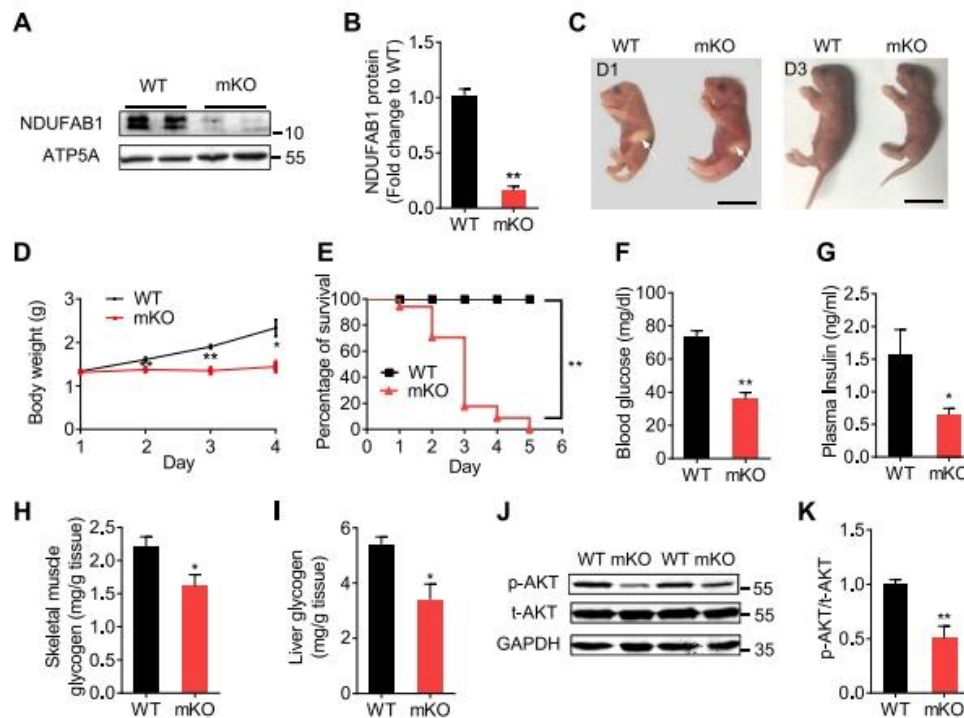 A
WT mKO
NDUFAB1
10
ATP5A
55
B
NDUFAB1 protein
(Fold change to WT)
1.5
1.0
0.5
0.0
**
WT mKO
C
WT mKO WT mKO
D1 D3
D
Body weight (g)
3
2
1
0
WT
mKO
** ** *
1 2 3 4
Day
E
Percentage of survival
100
80
60
40
20
0
WT
mKO
**
0 1 2 3 4 5 6
Day
F
Blood glucose (mg/dl)
100
80
60
40
20
0
**
WT mKO
G
Plasma Insulin (ng/ml)
2.5
2.0
1.5
1.0
0.5
0.0
*
WT mKO
H
Skeletal muscle
glycogen (mg/g tissue)
2.5
2.0
1.5
1.0
0.5
0.0
*
WT mKO
I
Liver glycogen
(mg/g tissue)
6
4
2
0
*
WT mKO
J
WT mKO WT mKO
p-AKT
55
t-AKT
55
GAPDH
35
K
p-AKT/t-AKT
1.5
1.0
0.5
0.0
**
WT mKO